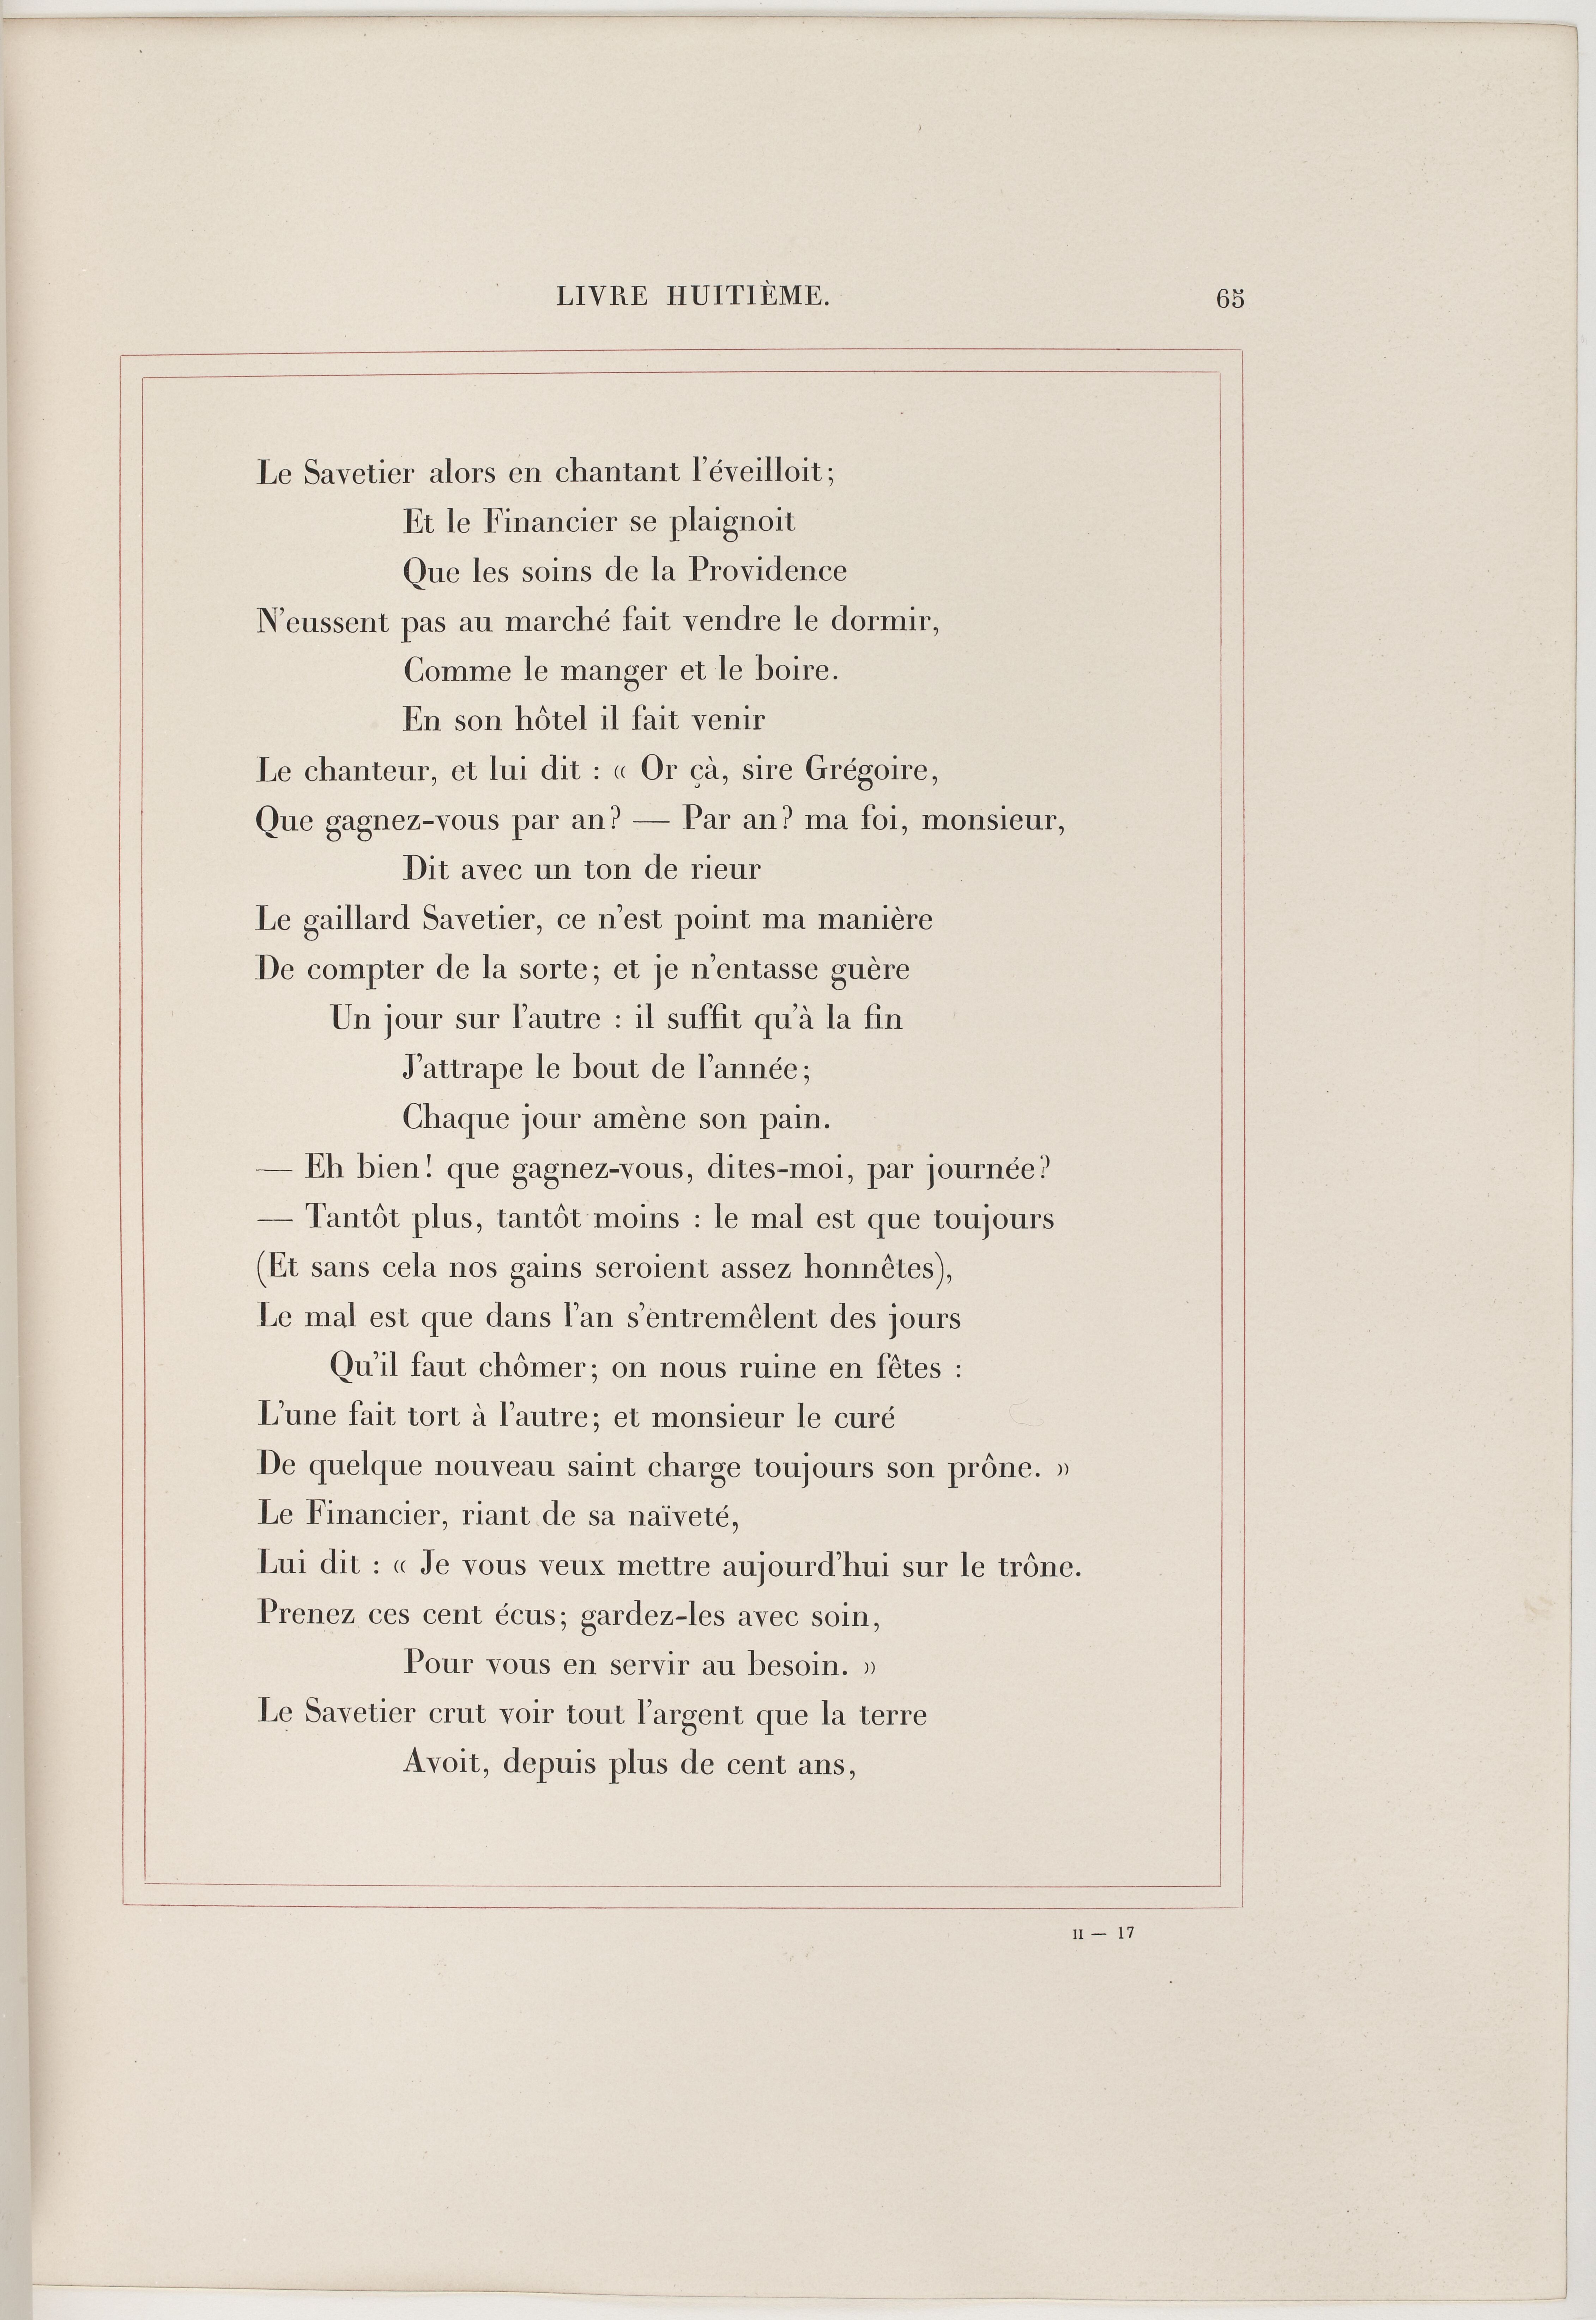 LIVRE HUITIÈME. 65
Le Savetier alors en chantant l'éveilloit;
Et le Financier se plaignoit
Que les soins de la Providence
N'eussent pas au marché fait vendre le dormir,
Comme le manger et le boire.
En son hôtel il fait venir
Le chanteur, et lui dit : « Or çà, sire Grégoire,
Que gagnez-vous par an? — Par an? ma foi, monsieur,
Dit avec un ton de rieur
Le gaillard Savetier, ce n'est point ma manière
De compter de la sorte; et je n'entasse guère
Un jour sur l'autre : il suffit qu'à la fin
J'attrape le bout de l'année;
Chaque jour amène son pain.
— Eh bien! que gagnez-vous, dites-moi, par journée?
— Tantôt plus, tantôt moins : le mal est que toujours
(Et sans cela nos gains seroient assez honnêtes),
Le mal est que dans l'an s'entremêlent des jours
Qu'il faut chômer; on nous ruine en fêtes :
L'une fait tort à l'autre; et monsieur le curé
De quelque nouveau saint charge toujours son prône. »
Le Financier, riant de sa naïveté,
Lui dit : « Je vous veux mettre aujourd'hui sur le trône.
Prenez ces cent écus; gardez-les avec soin,
Pour vous en servir au besoin. »
Le Savetier crut voir tout l'argent que la terre
Avoit, depuis plus de cent ans,
II — 17